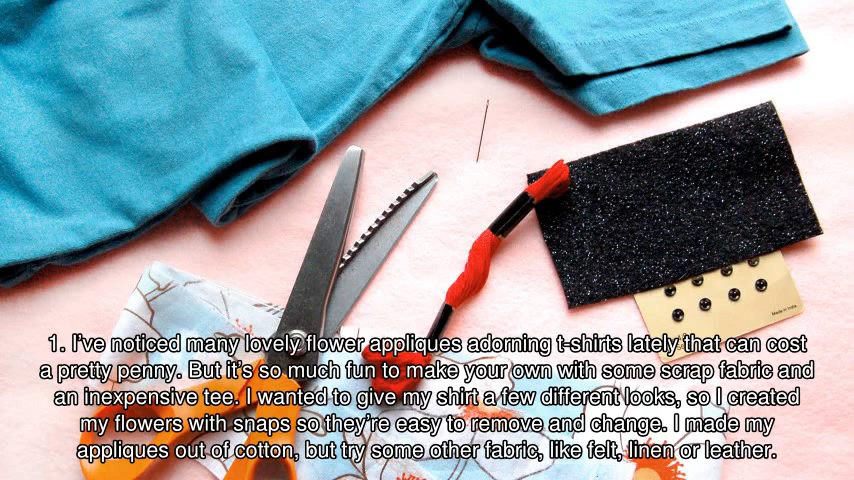 Made in India
1. I've noticed many lovely flower appliques adorning t-shirts lately that can cost
a pretty penny. But it's so much fun to make your own with some scrap fabric and
an inexpensive tee. I wanted to give my shirt a few different looks, so I created
my flowers with snaps so they're easy to remove and change. I made my
appliques out of cotton, but try some other fabric, like felt, linen or leather.